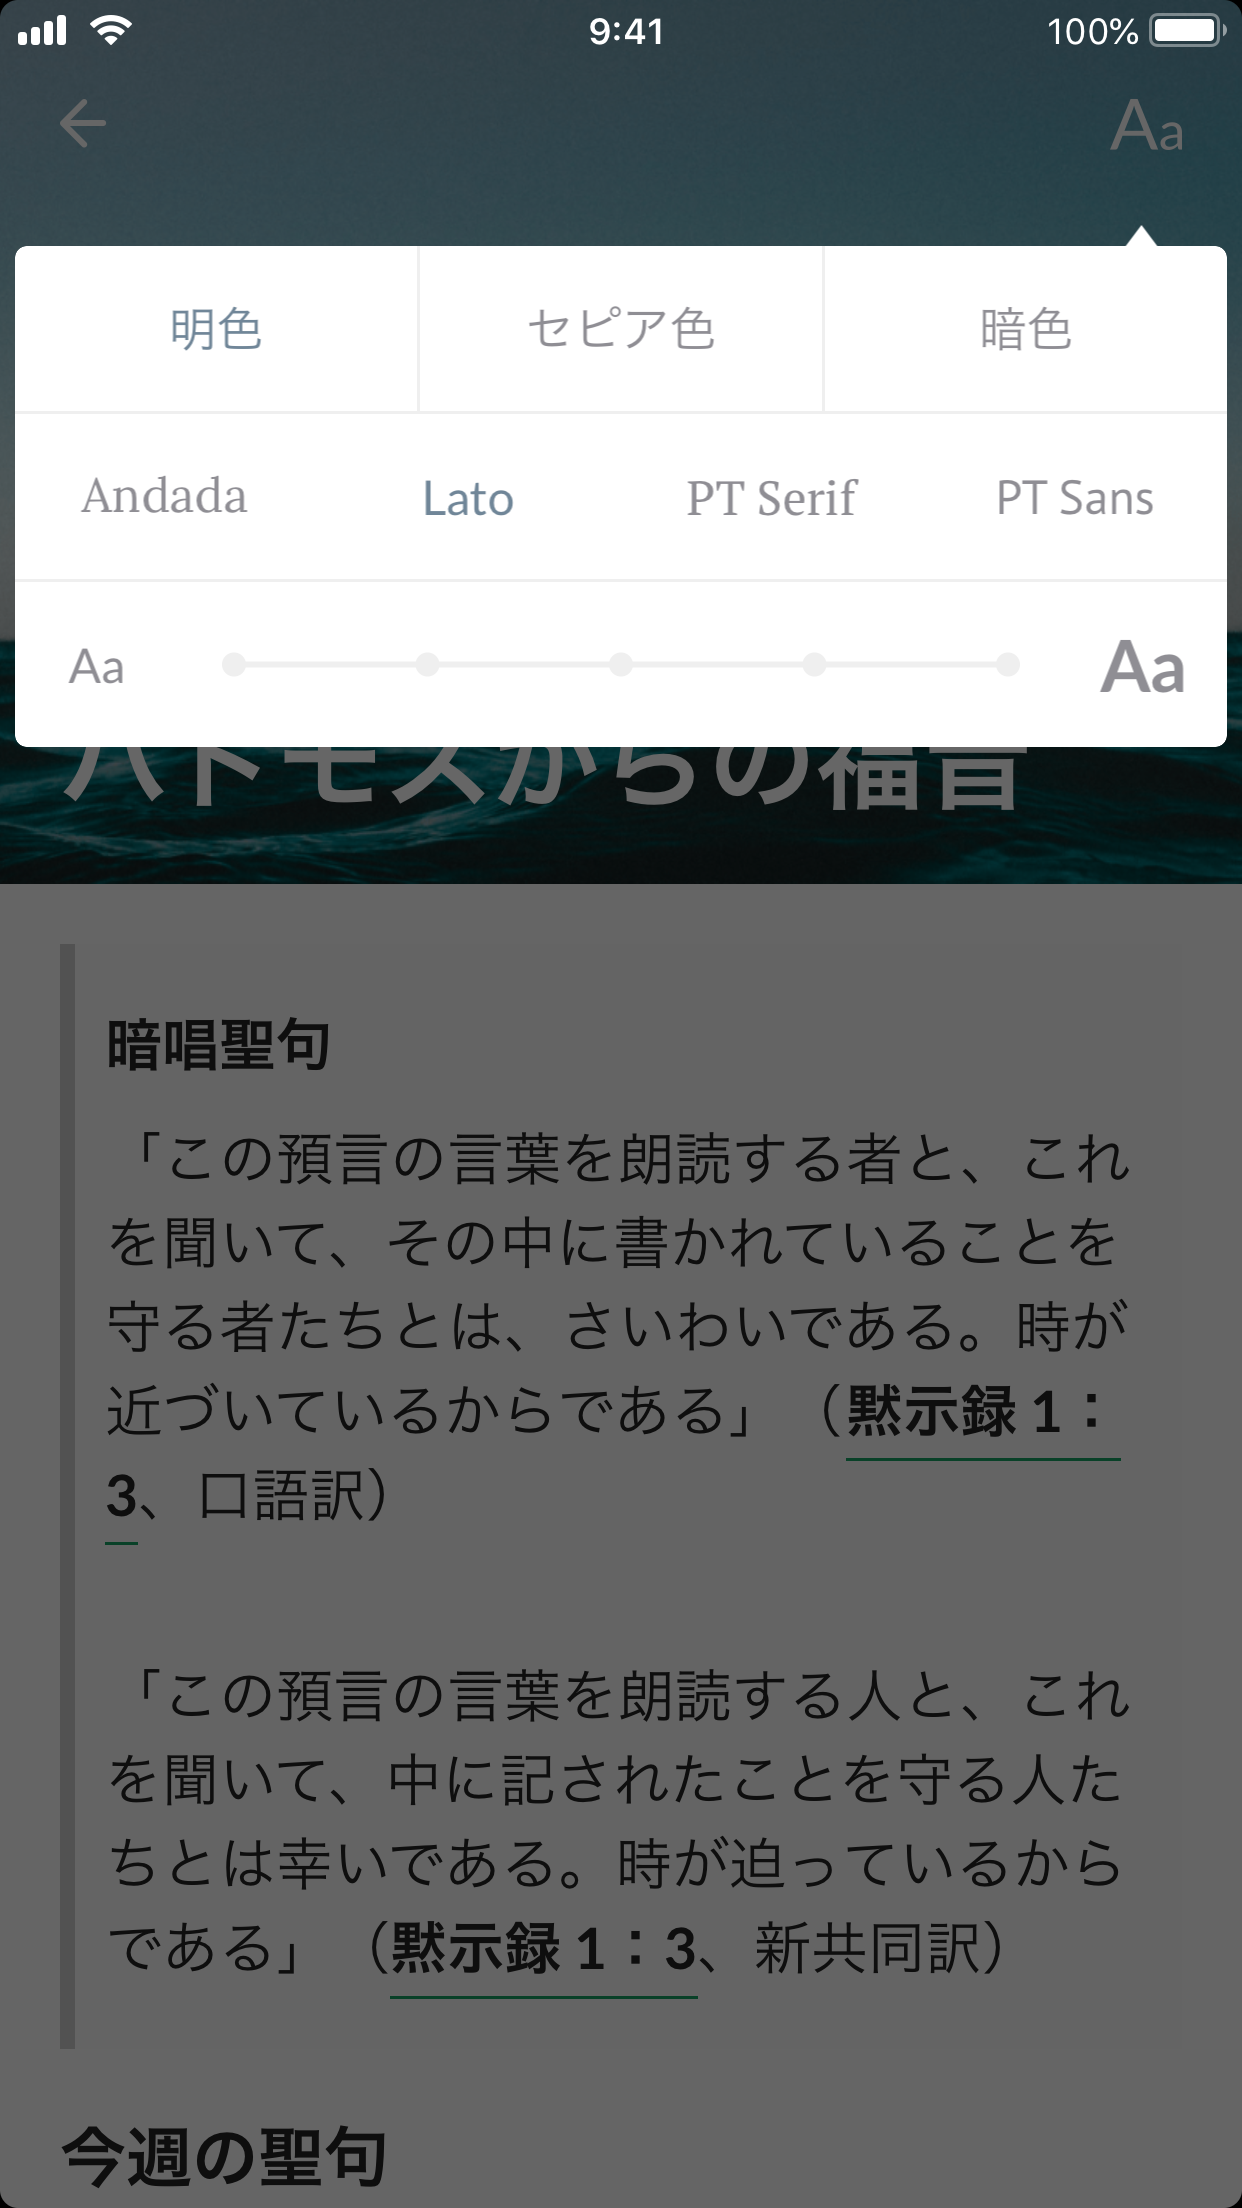 9:41
100%
Aa
明色 セピア色 暗色
Andada Lato PT Serif PT Sans
Aa Aa
パトモスからの福音
暗唱聖句
「この預言の言葉を朗読する者と、これ
を聞いて、その中に書かれていることを
守る者たちとは、さいわいである。時が
近づいているからである」（黙示録 1：
3、口語訳）
「この預言の言葉を朗読する人と、これ
を聞いて、中に記されたことを守る人た
ちとは幸いである。時が迫っているから
である」（黙示録 1：3、新共同訳）
今週の聖句